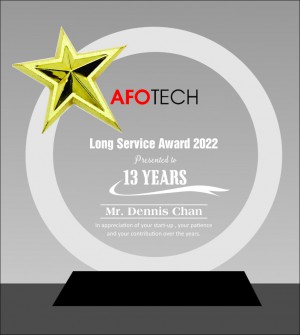 AFOTECH
Long Service Award 2022
Presented to
13 YEARS
Mr. Dennis Chan
in appreciation of your start up, your patience
and your contribution over the years.